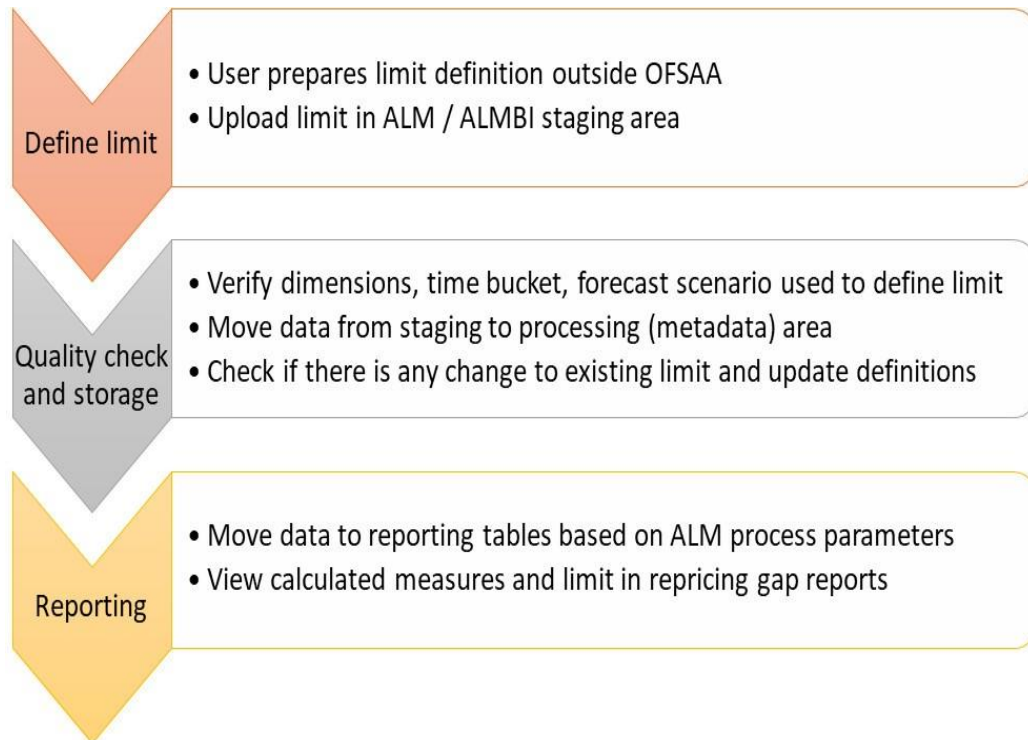 Define limit
• User prepares limit definition outside OFSAA
• Upload limit in ALM / ALMBI staging area
Quality check
and storage
• Verify dimensions, time bucket, forecast scenario used to define limit
• Move data from staging to processing (metadata) area
• Check if there is any change to existing limit and update definitions
Reporting
• Move data to reporting tables based on ALM process parameters
• View calculated measures and limit in repricing gap reports